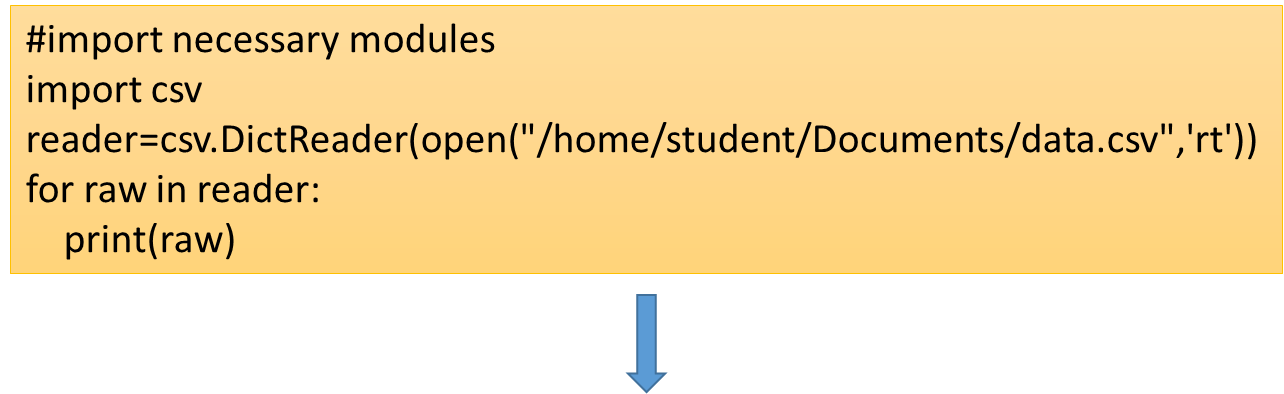 #import necessary modules
import csv
reader=csv.DictReader(open("/home/student/Documents/data.csv",'rt'))
for raw in reader:
    print(raw)